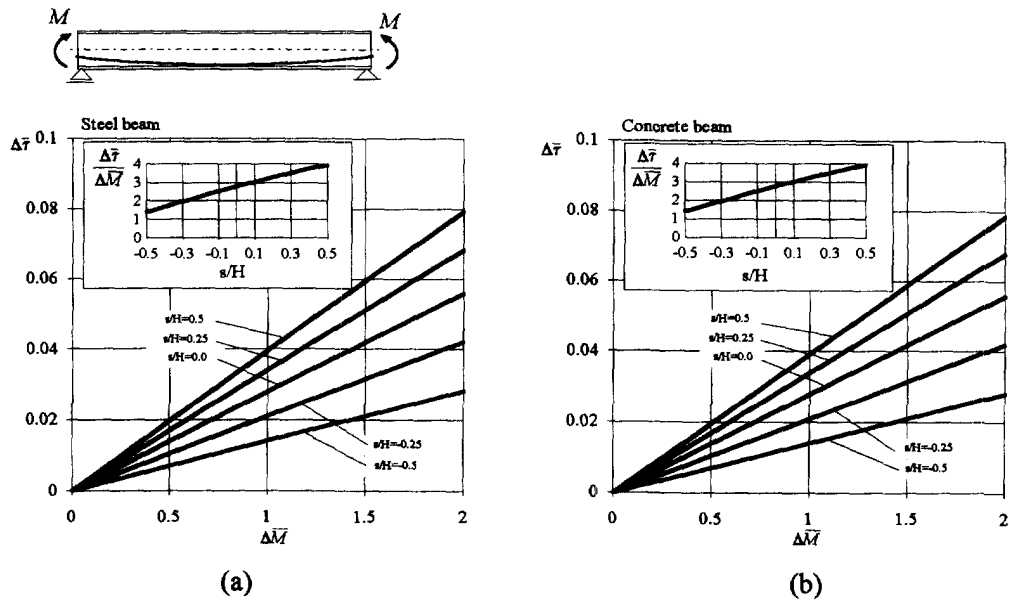 M M
Steel beam
Δτ̄
0.1
0.08
0.06
0.04
0.02
0
Δτ̄
ΔM̄
4
3
2
1
0
-0.5 -0.3 -0.1 0.1 0.3 0.5
s/H
s/H=0.5
s/H=0.25
s/H=0.0
s/H=-0.25
s/H=-0.5
0 0.5 1 1.5 2
ΔM̄
(a)
Concrete beam
Δτ̄
0.1
0.08
0.06
0.04
0.02
0
Δτ̄
ΔM̄
4
3
2
1
0
-0.5 -0.3 -0.1 0.1 0.3 0.5
s/H
s/H=0.5
s/H=0.25
s/H=0.0
s/H=-0.25
s/H=-0.5
0 0.5 1 1.5 2
ΔM̄
(b)